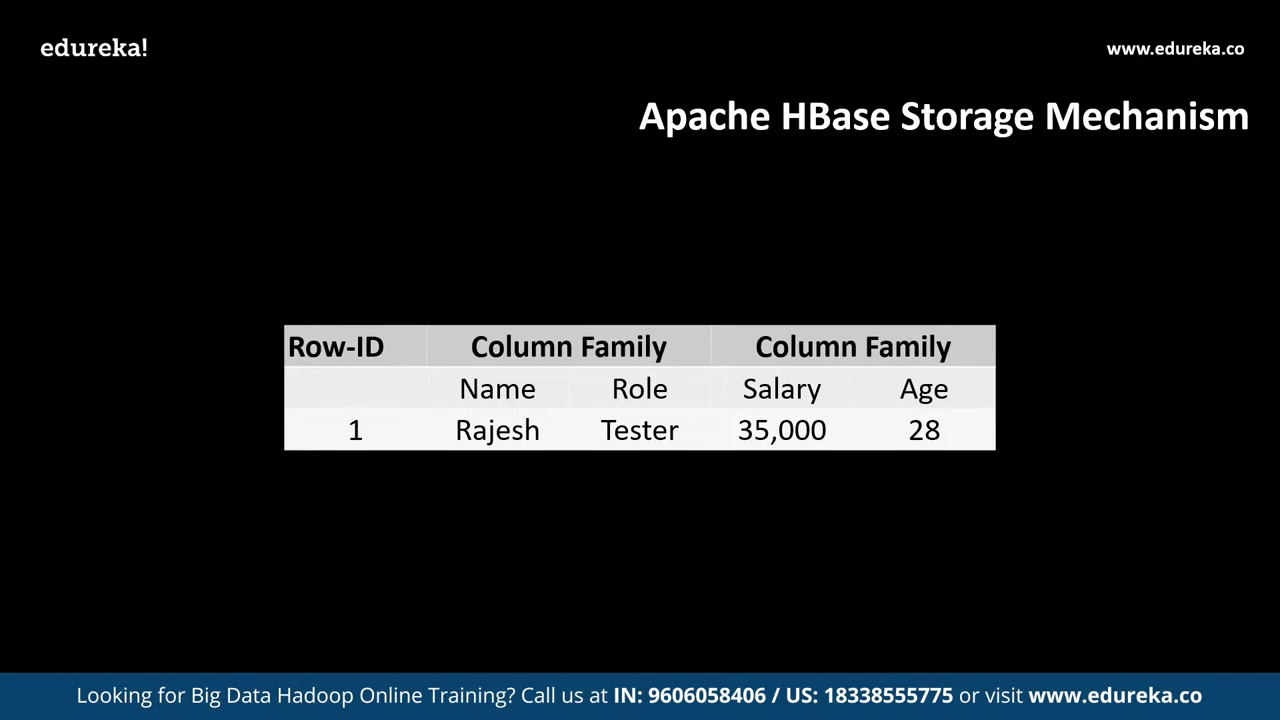 edureka!
www.edureka.co
Apache HBase Storage Mechanism
Row-ID Column Family Column Family
Name Role Salary Age
1 Rajesh Tester 35,000 28
Looking for Big Data Hadoop Online Training? Call us at IN: 9606058406 / US: 18338555775 or visit www.edureka.co